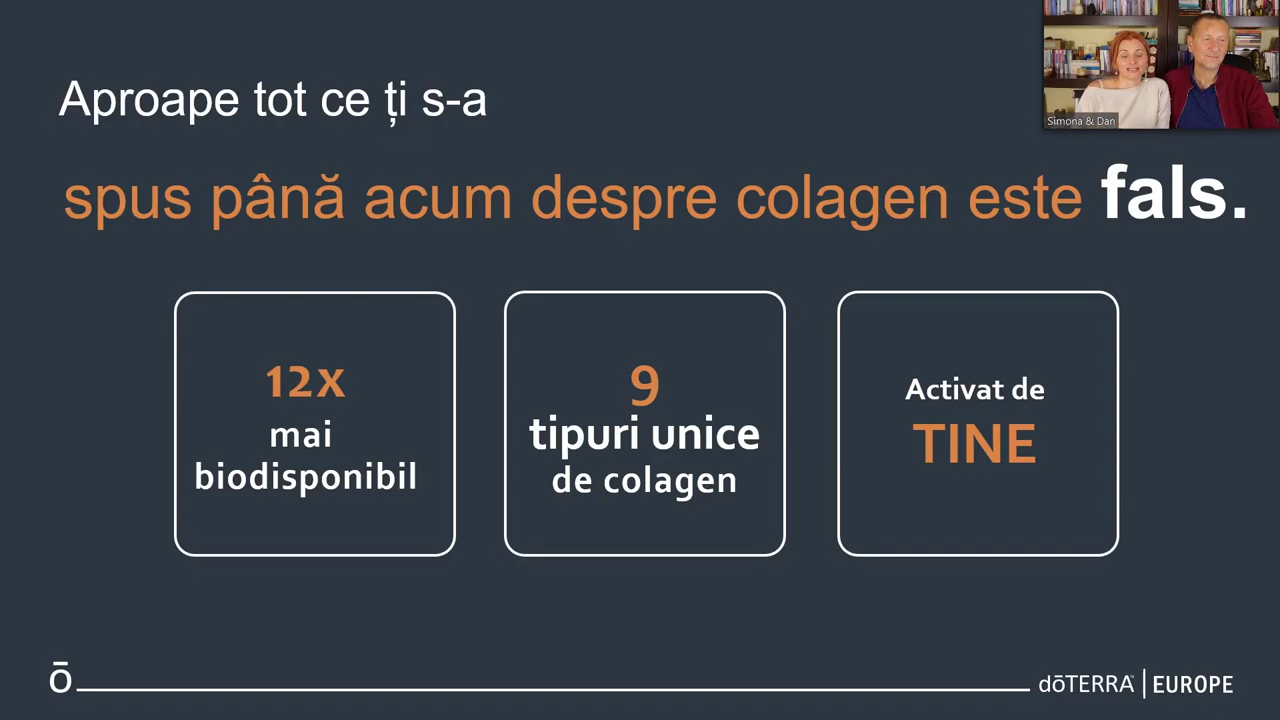 Simona & Dan
Aproape tot ce ți s-a
spus până acum despre colagen este fals.
12x
mai
biodisponibil
9
tipuri unice
de colagen
Activat de
TINE
ō
dōTERRA | EUROPE